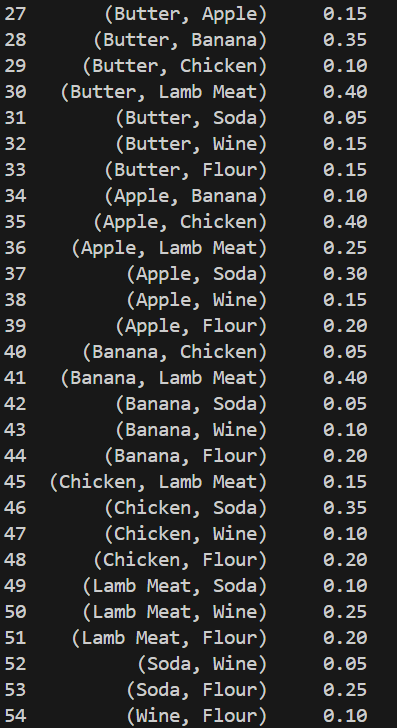 27 (Butter, Apple) 0.15
28 (Butter, Banana) 0.35
29 (Butter, Chicken) 0.10
30 (Butter, Lamb Meat) 0.40
31 (Butter, Soda) 0.05
32 (Butter, Wine) 0.15
33 (Butter, Flour) 0.15
34 (Apple, Banana) 0.10
35 (Apple, Chicken) 0.40
36 (Apple, Lamb Meat) 0.25
37 (Apple, Soda) 0.30
38 (Apple, Wine) 0.15
39 (Apple, Flour) 0.20
40 (Banana, Chicken) 0.05
41 (Banana, Lamb Meat) 0.40
42 (Banana, Soda) 0.05
43 (Banana, Wine) 0.10
44 (Banana, Flour) 0.20
45 (Chicken, Lamb Meat) 0.15
46 (Chicken, Soda) 0.35
47 (Chicken, Wine) 0.10
48 (Chicken, Flour) 0.20
49 (Lamb Meat, Soda) 0.10
50 (Lamb Meat, Wine) 0.25
51 (Lamb Meat, Flour) 0.20
52 (Soda, Wine) 0.05
53 (Soda, Flour) 0.25
54 (Wine, Flour) 0.10